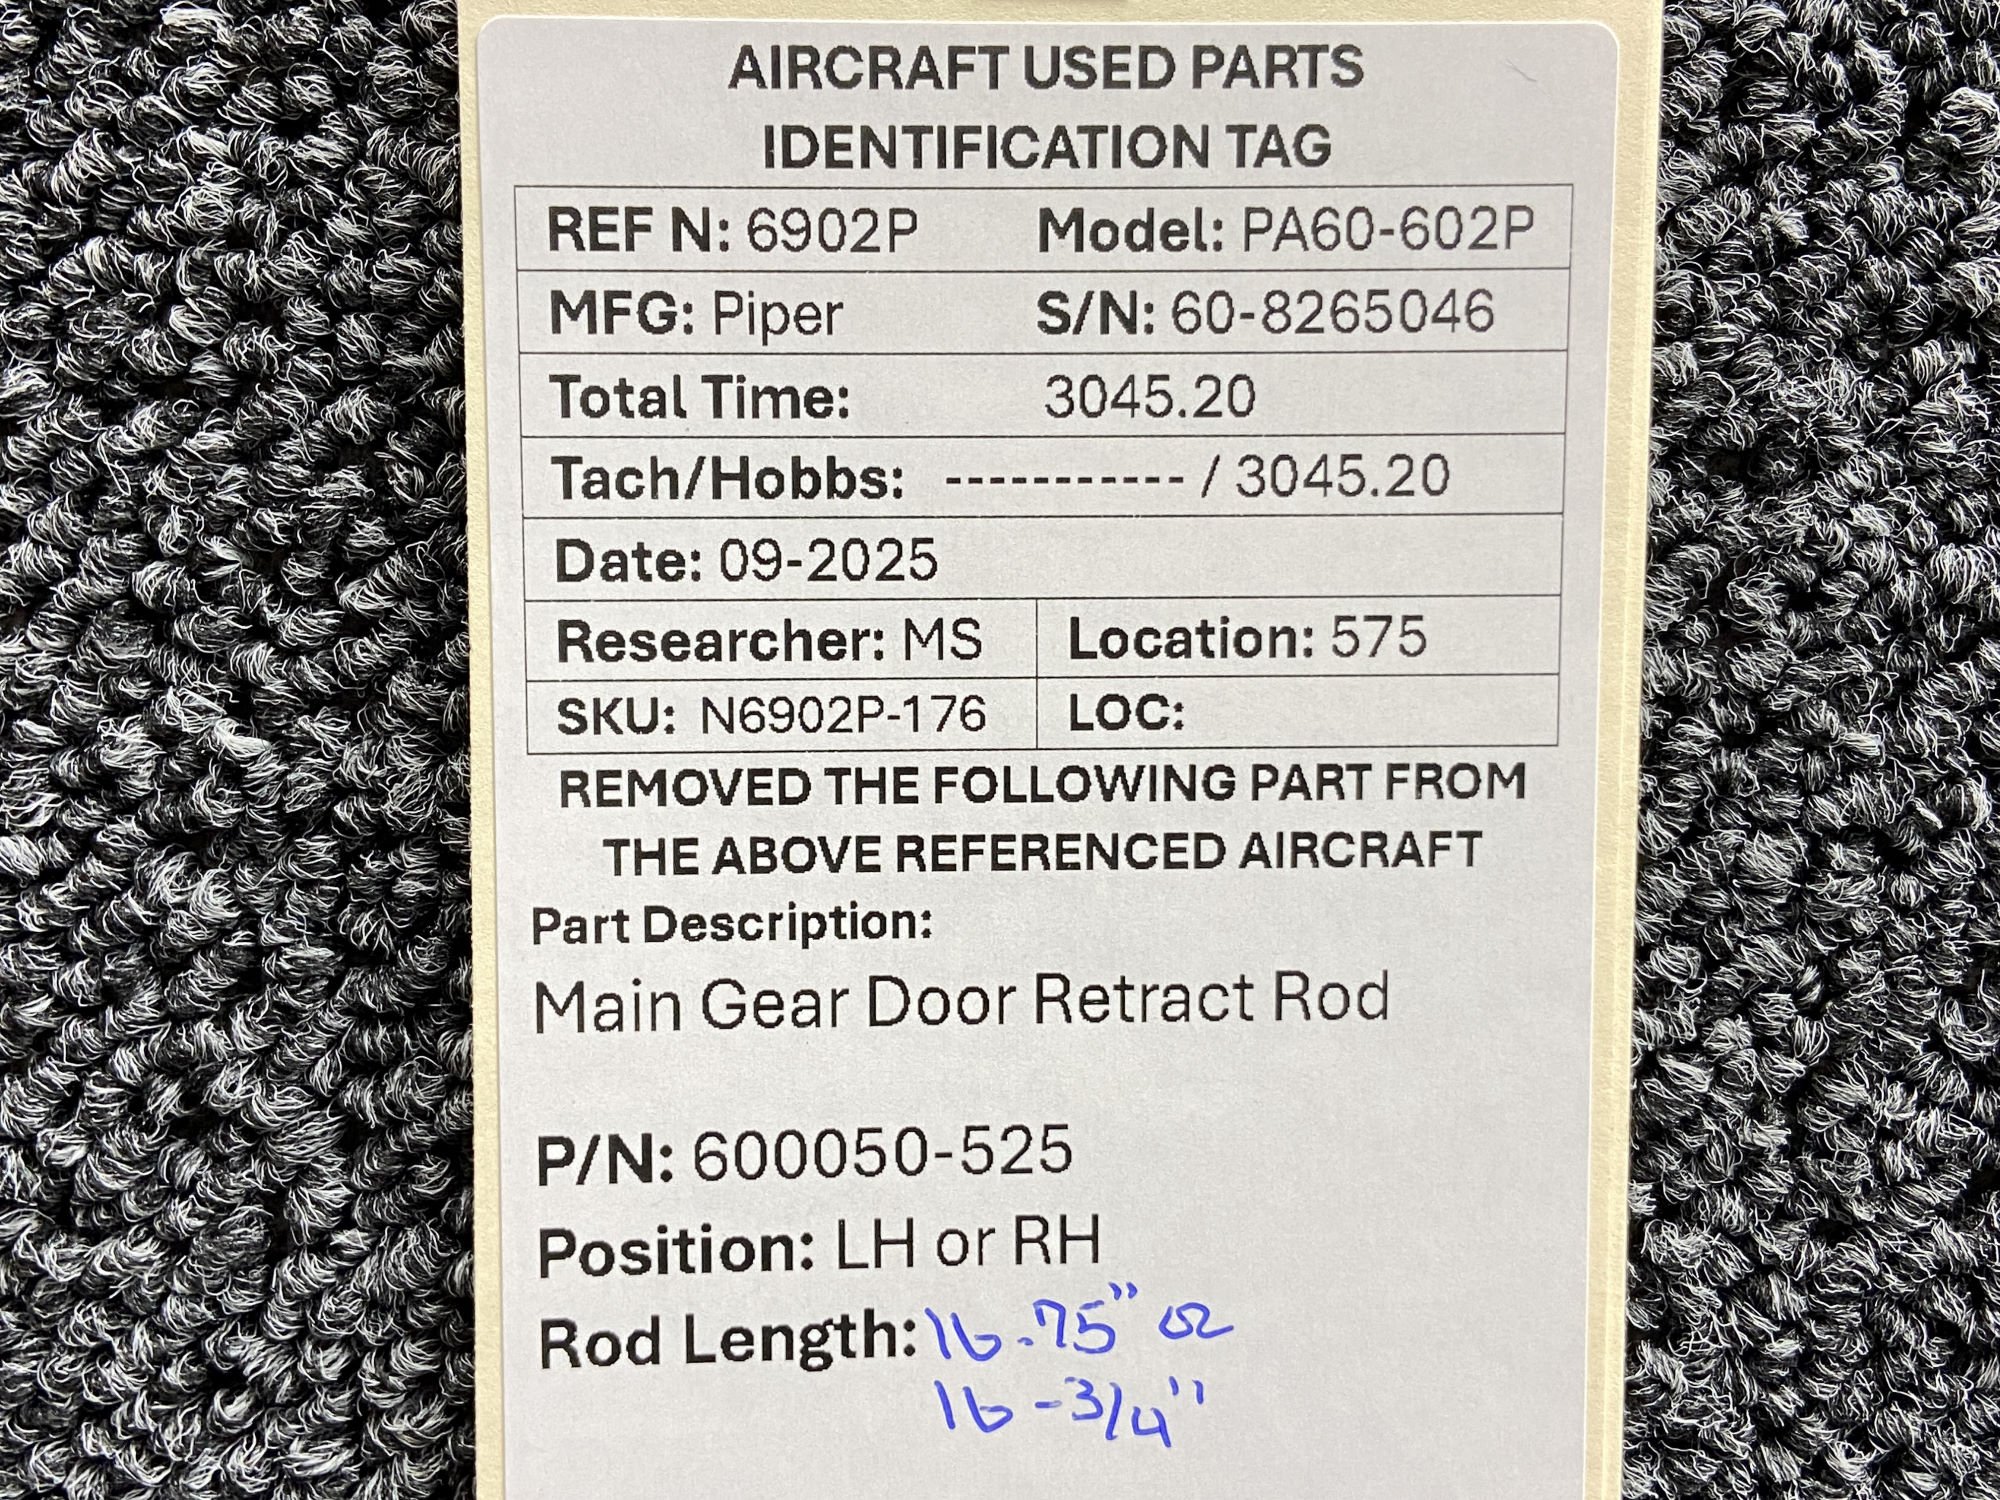 AIRCRAFT USED PARTS
IDENTIFICATION TAG
REF N: 6902P Model: PA60-602P
MFG: Piper S/N: 60-8265046
Total Time: 3045.20
Tach/Hobbs: ----------- / 3045.20
Date: 09-2025
Researcher: MS Location: 575
SKU: N6902P-176 LOC:
REMOVED THE FOLLOWING PART FROM
THE ABOVE REFERENCED AIRCRAFT
Part Description:
Main Gear Door Retract Rod
P/N: 600050-525
Position: LH or RH
Rod Length: 16-.75" or
16-3/4"